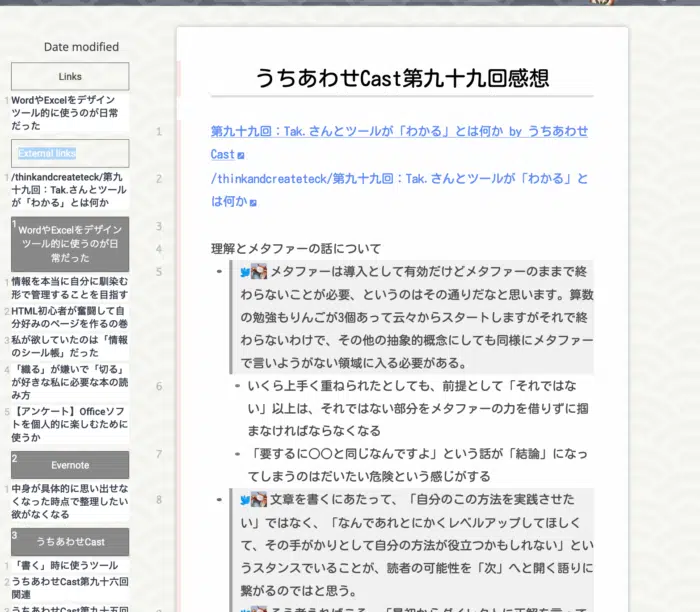 Date modified
Links
1 WordやExcelをデザイン
ツール的に使うのが日常
だった
External links
1 /thinkandcreateteck/第九
十九回：Tak.さんとツール
が「わかる」とは何か
1
WordやExcelをデザイン
ツール的に使うのが日
常だった
1 情報を本当に自分に馴染む
形で管理することを目指す
2 HTML初心者が奮闘して自
分好みのページを作るの巻
3 私が欲していたのは「情報
のシール帳」だった
4 「織る」が嫌いで「切る」
が好きな私に必要な本の読
み方
5 【アンケート】Officeソフ
トを個人的に楽しむために
使うか
2
Evernote
1 中身が具体的に思い出せな
くなった時点で整理したい
欲がなくなる
3
うちあわせCast
1 「書く」時に使うツール
2 うちあわせCast第九十六回
関連
うちあわせCast第九十五回
うちあわせCast第九十九回感想
1 第九十九回：Tak.さんとツールが「わかる」とは何か by うちあわせ
Cast
2 /thinkandcreateteck/第九十九回：Tak.さんとツールが「わかる」と
は何か
3
4 理解とメタファーの話について
5 メタファーは導入として有効だけどメタファーのままで終
わらないことが必要、というのはその通りだなと思います。算数
の勉強もりんごが3個あって云々からスタートしますがそれで終
わらないわけで、その他の抽象的概念にしても同様にメタファー
で言いようがない領域に入る必要がある。
6 いくら上手く重ねられたとしても、前提として「それではな
い」以上は、それではない部分をメタファーの力を借りずに掴
まなければならなくなる
7 「要するに〇〇と同じなんですよ」という話が「結論」になっ
てしまうのはだいたい危険という感じがする
8 文章を書くにあたって、「自分のこの方法を実践させた
い」ではなく、「なんであれとにかくレベルアップしてほしく
て、その手がかりとして自分の方法が役立つかもしれない」とい
うスタンスでいることが、読者の可能性を「次」へと開く語りに
繋がるのではと思う。